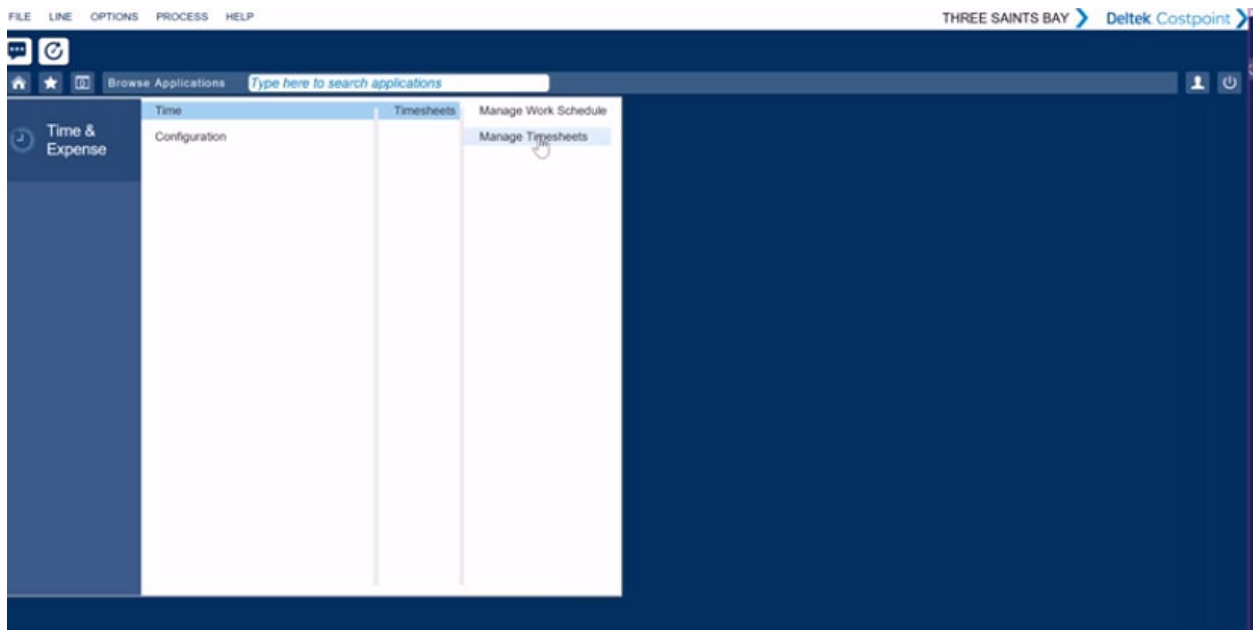 FILE LINE OPTIONS PROCESS HELP
THREE SAINTS BAY Deltek Costpoint
Browse Applications Type here to search applications
Time & Expense
Time Timesheets Manage Work Schedule
Configuration Manage Timesheets